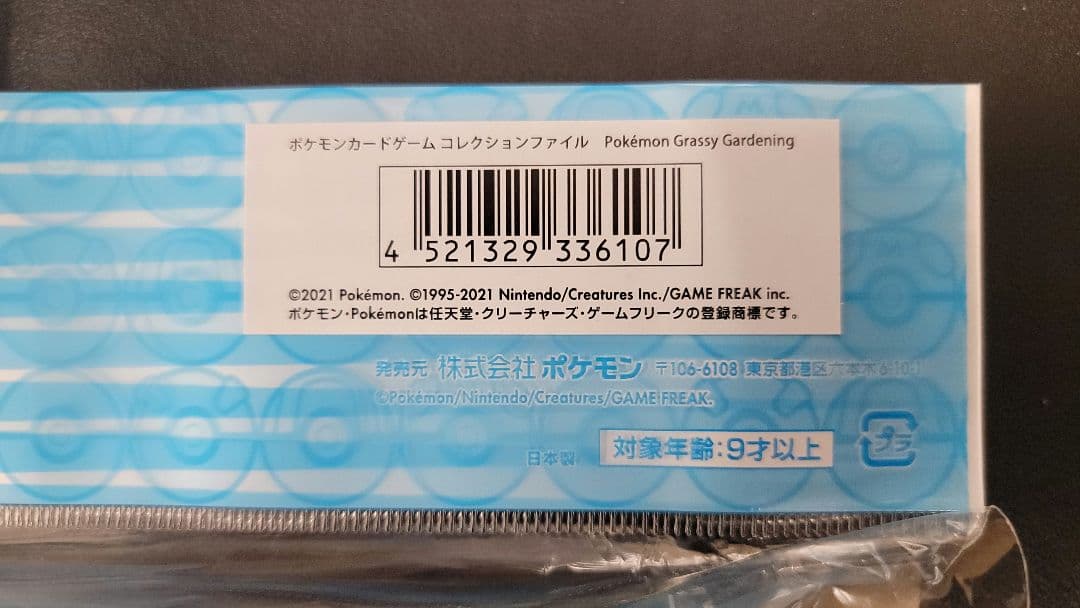 ポケモンカードゲーム コレクションファイル Pokémon Grassy Gardening
4 521329 336107
©2021 Pokémon. ©1995-2021 Nintendo/Creatures Inc./GAME FREAK inc.
ポケモン・Pokémonは任天堂・クリーチャーズ・ゲームフリークの登録商標です。
発売元 株式会社 ポケモン 〒106-6108 東京都港区六本木6-10-1
©Pokémon/Nintendo/Creatures/GAME FREAK.
日本製 対象年齢:9才以上
プラ